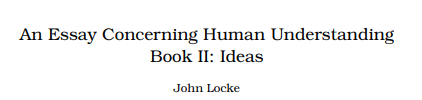 An Essay Concerning Human Understanding
Book II: Ideas
John Locke